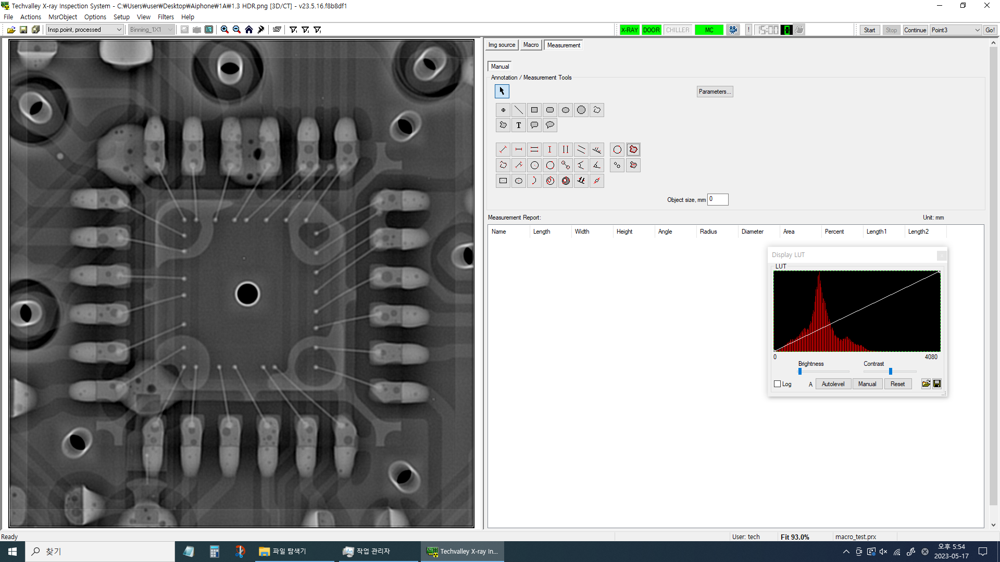 Techvalley X-ray Inspection System - C:₩Users₩user₩Desktop₩Aiphone₩1A₩1.3 HDR.png [3D/CT] - v23.5.16.f8b8df1
File Actions MsrObject Options Setup View Filters Help
Insp.point, processed Binning_1X1 X-RAY DOOR CHILLER MC ! 15:00 0 Start Stop Continue Point3 Go!
Img source Macro Measurement
Manual
Annotation / Measurement Tools
Parameters...
T
Object size, mm 0
Measurement Report: Unit: mm
Name Length Width Height Angle Radius Diameter Area Percent Length1 Length2
Display LUT
LUT
0 4080
Brightness Contrast
Log A Autolevel Manual Reset
Ready User: tech Fit 93.0% macro_test.prx
찾기 파일 탐색기 작업 관리자 Techvalley X-ray In... 오후 5:54
2023-05-17